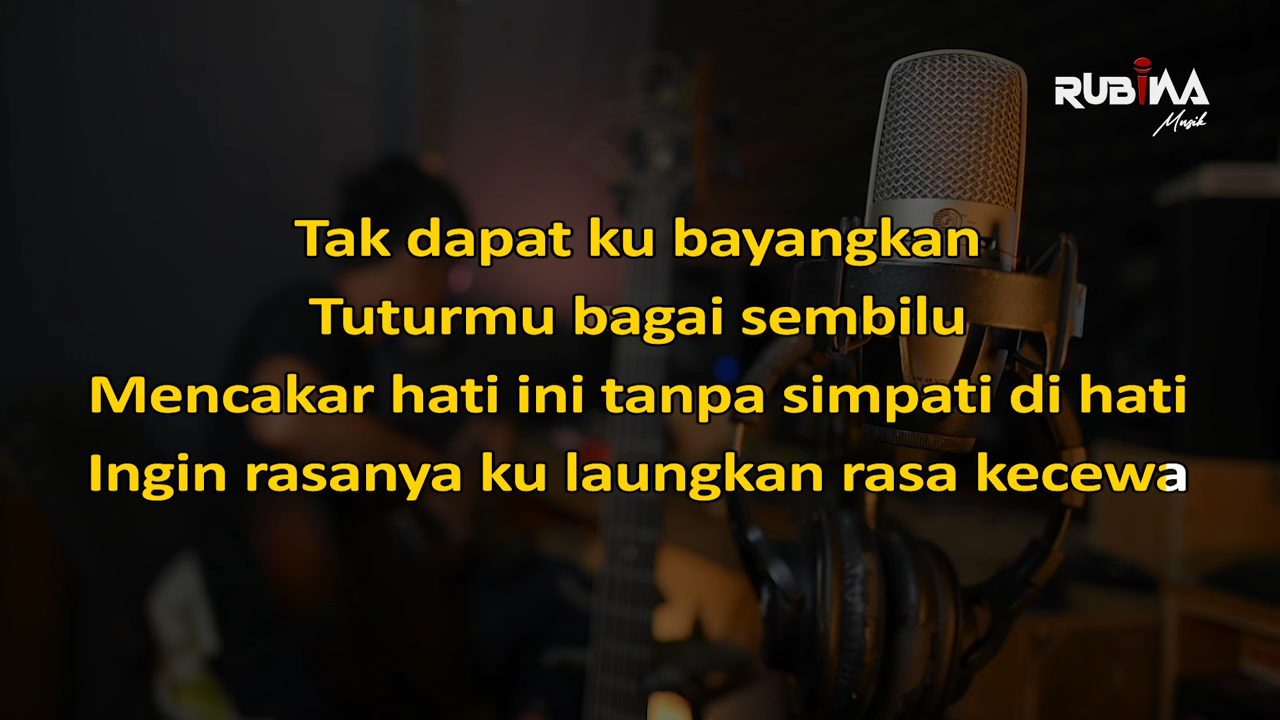 RUBINA
Musik
Tak dapat ku bayangkan
Tuturmu bagai sembilu
Mencakar hati ini tanpa simpati di hati
Ingin rasanya ku laungkan rasa kecewa